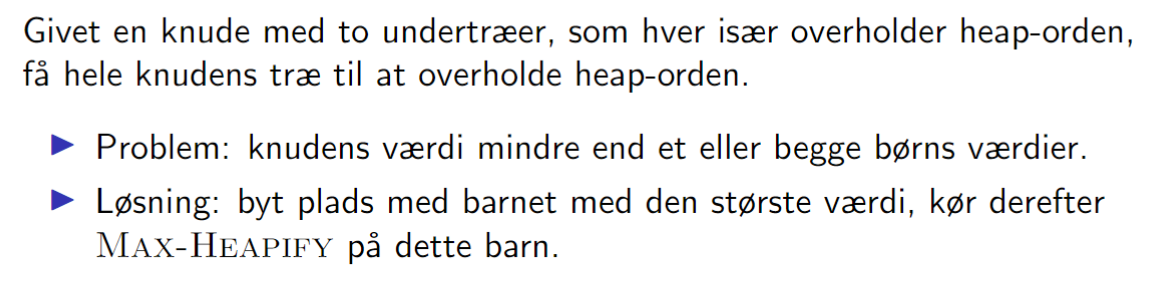 Givet en knude med to undertræer, som hver især overholder heap-orden,
få hele knudens træ til at overholde heap-orden.
▶ Problem: knudens værdi mindre end et eller begge børns værdier.
▶ Løsning: byt plads med barnet med den største værdi, kør derefter
Max-Heapify på dette barn.